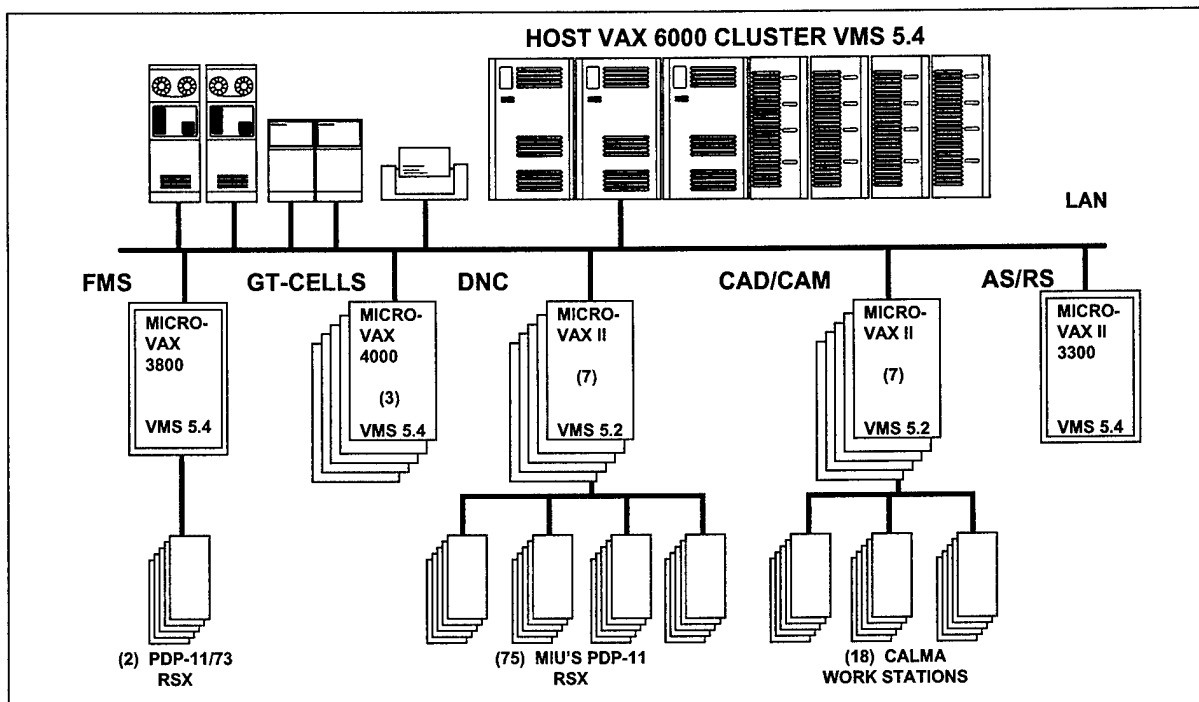 HOST VAX 6000 CLUSTER VMS 5.4
LAN
FMS
GT-CELLS
DNC
CAD/CAM
AS/RS
MICRO-
VAX
3800
VMS 5.4
MICRO-
VAX
4000
(3)
VMS 5.4
MICRO-
VAX II
(7)
VMS 5.2
MICRO-
VAX II
(7)
VMS 5.2
MICRO-
VAX II
3300
VMS 5.4
(2) PDP-11/73
RSX
(75) MIU'S PDP-11
RSX
(18) CALMA
WORK STATIONS